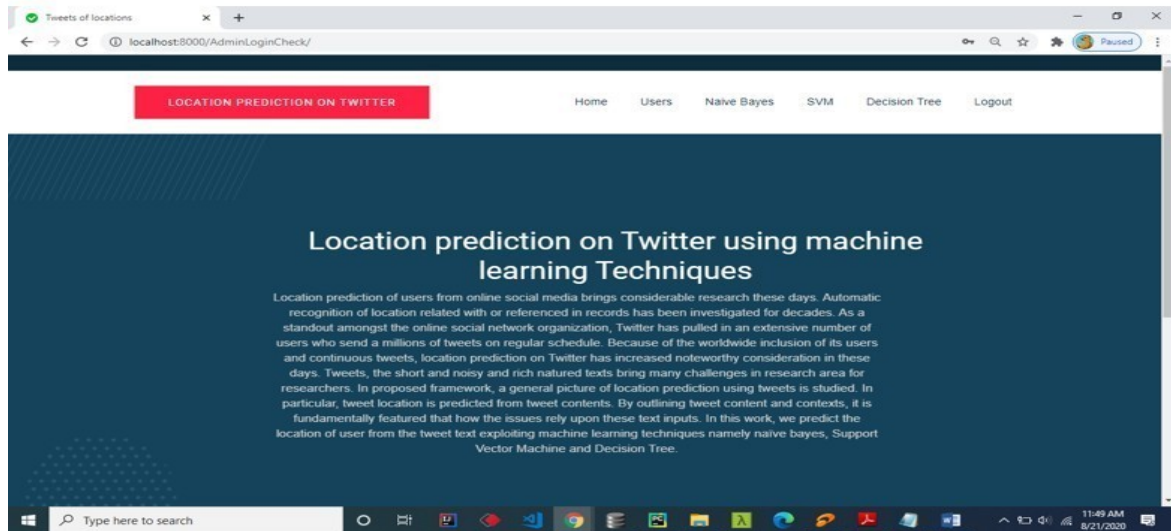 Tweets of locations
localhost:8000/AdminLoginCheck/
Paused
LOCATION PREDICTION ON TWITTER
Home Users Naive Bayes SVM Decision Tree Logout
Location prediction on Twitter using machine
learning Techniques
Location prediction of users from online social media brings considerable research these days. Automatic
recognition of location related with or referenced in records has been investigated for decades. As a
standout amongst the online social network organization, Twitter has pulled in an extensive number of
users who send a millions of tweets on regular schedule. Because of the worldwide inclusion of its users
and continuous tweets, location prediction on Twitter has increased noteworthy consideration in these
days. Tweets, the short and noisy and rich natured texts bring many challenges in research area for
researchers. In proposed framework, a general picture of location prediction using tweets is studied. In
particular, tweet location is predicted from tweet contents. By outlining tweet content and contexts, it is
fundamentally featured that how the issues rely upon these text inputs. In this work, we predict the
location of user from the tweet text exploiting machine learning techniques namely naïve bayes, Support
Vector Machine and Decision Tree.
Type here to search
11:49 AM
8/21/2020